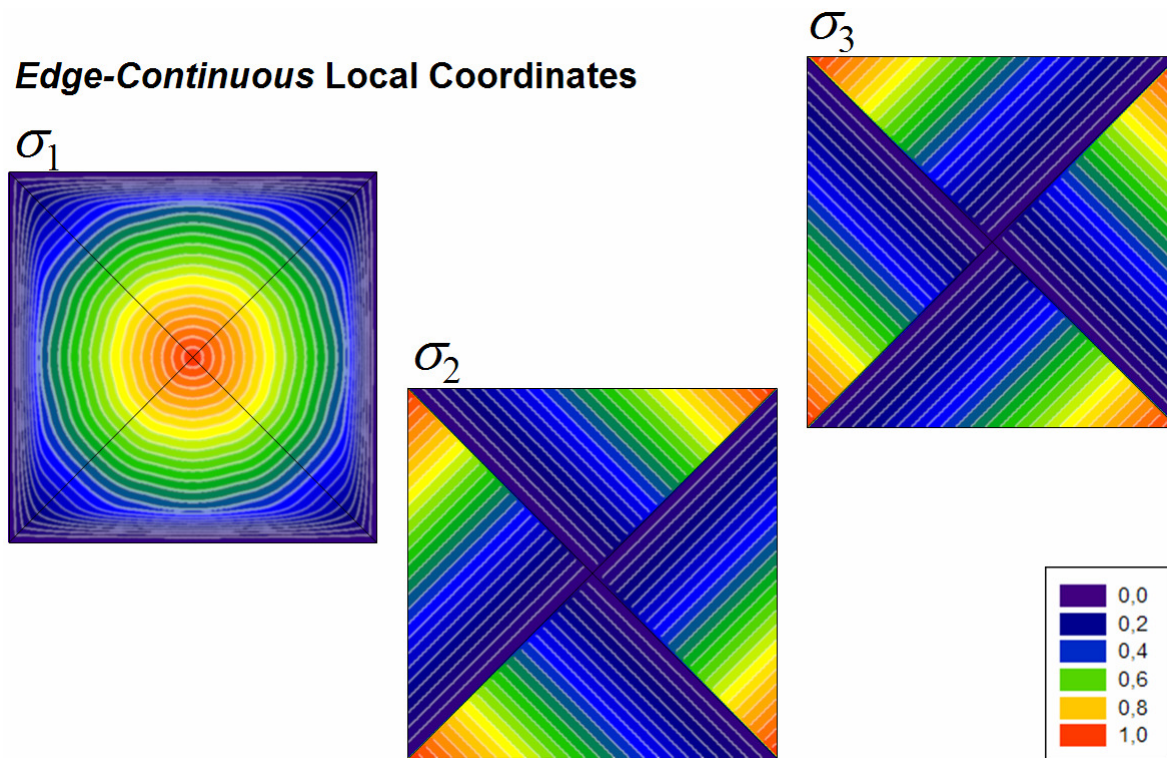 Edge-Continuous Local Coordinates
σ1
σ2
σ3
0,0
0,2
0,4
0,6
0,8
1,0